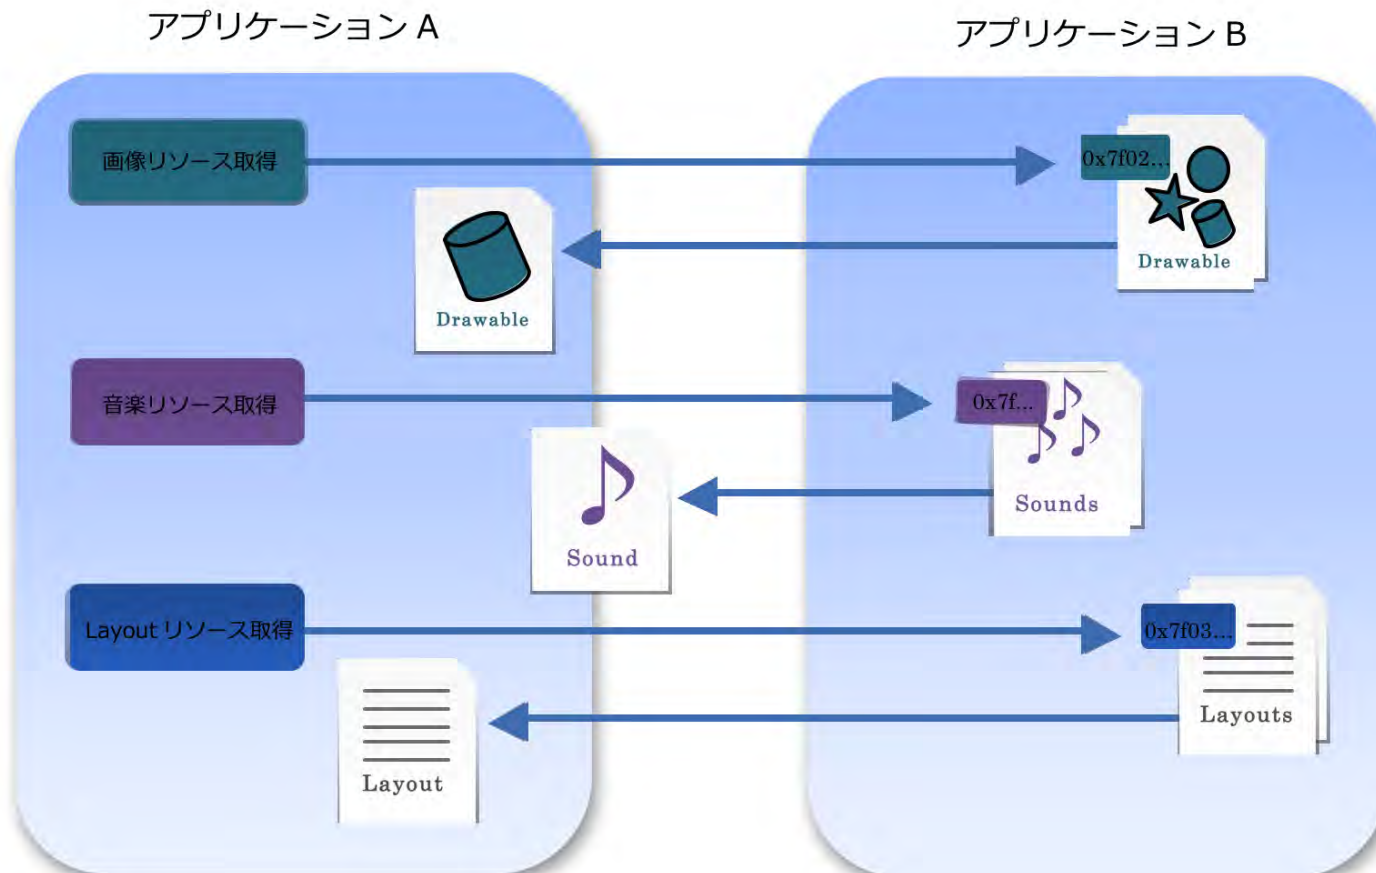 アプリケーション A
アプリケーション B
画像リソース取得
0x7f02...
Drawable
Drawable
音楽リソース取得
0x7f...
Sounds
Sound
Layout リソース取得
0x7f03...
Layouts
Layout